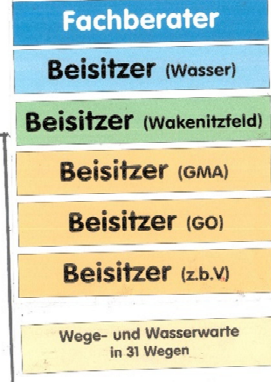 Fachberater
Beisitzer (Wasser)
Beisitzer (Wakenitzfeld)
Beisitzer (GMA)
Beisitzer (GO)
Beisitzer (z.b.V)
Wege- und Wasserwarte
in 31 Wegen